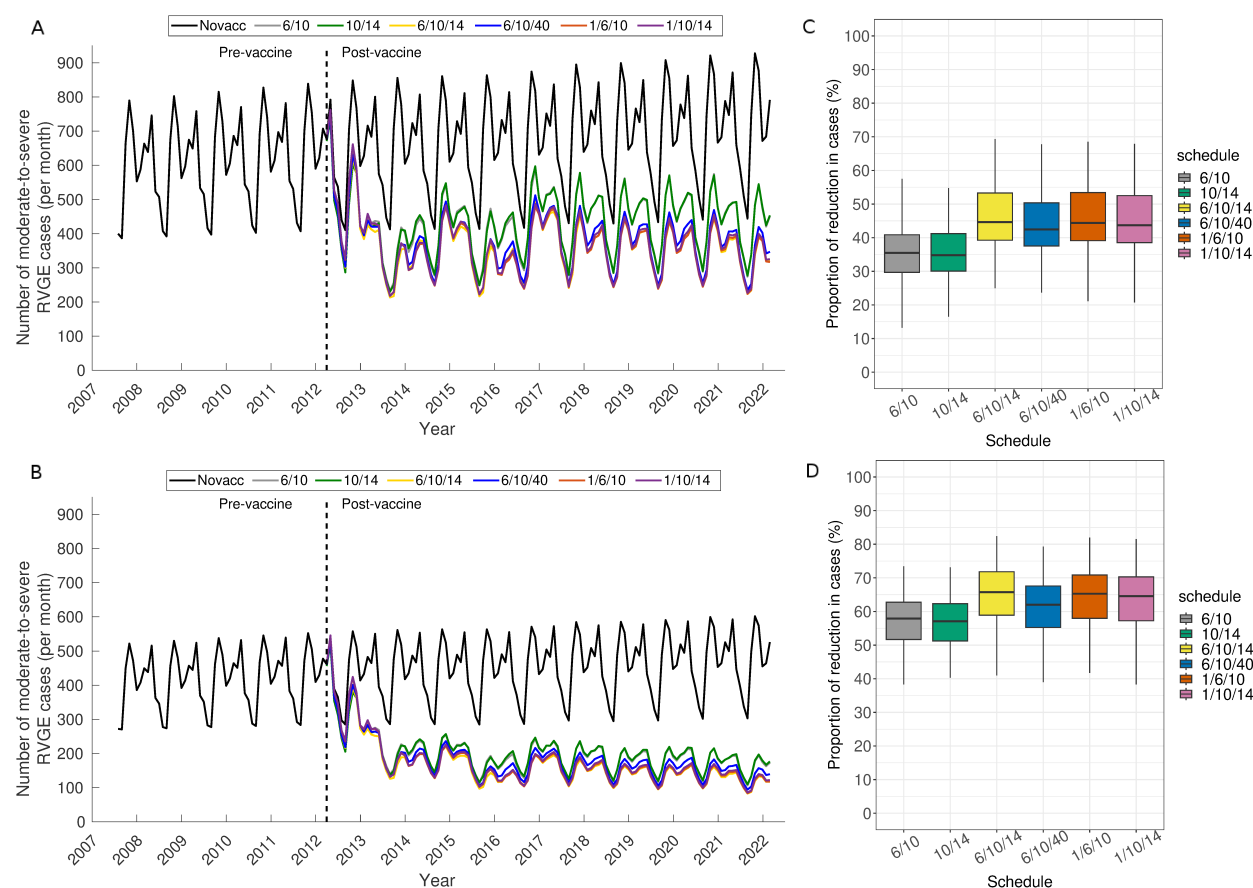 A
Novacc 6/10 10/14 6/10/14 6/10/40 1/6/10 1/10/14
Pre-vaccine Post-vaccine
Number of moderate-to-severe
RVGE cases (per month)
900
800
700
600
500
400
300
200
100
0
2007 2008 2009 2010 2011 2012 2013 2014 2015 2016 2017 2018 2019 2020 2021 2022
Year
C
Proportion of reduction in cases (%)
100
90
80
70
60
50
40
30
20
10
0
6/10 10/14 6/10/14 6/10/40 1/6/10 1/10/14
Schedule
schedule
6/10
10/14
6/10/14
6/10/40
1/6/10
1/10/14
B
Novacc 6/10 10/14 6/10/14 6/10/40 1/6/10 1/10/14
Pre-vaccine Post-vaccine
Number of moderate-to-severe
RVGE cases (per month)
900
800
700
600
500
400
300
200
100
0
2007 2008 2009 2010 2011 2012 2013 2014 2015 2016 2017 2018 2019 2020 2021 2022
Year
D
Proportion of reduction in cases (%)
100
90
80
70
60
50
40
30
20
10
0
6/10 10/14 6/10/14 6/10/40 1/6/10 1/10/14
Schedule
schedule
6/10
10/14
6/10/14
6/10/40
1/6/10
1/10/14